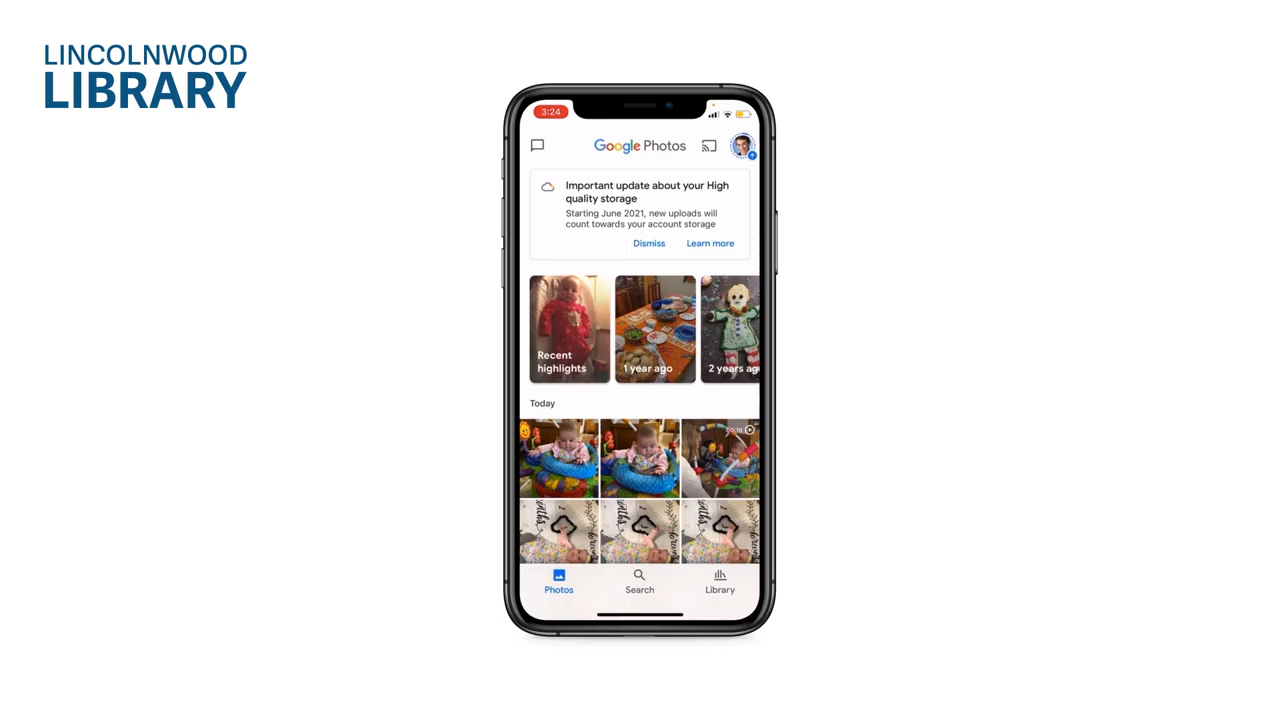 LINCOLNWOOD
LIBRARY
3:24
Google Photos
Important update about your High
quality storage
Starting June 2021, new uploads will
count towards your account storage
Dismiss
Learn more
Recent
highlights
1 year ago
2 years ag
Today
00:18
Photos
Search
Library